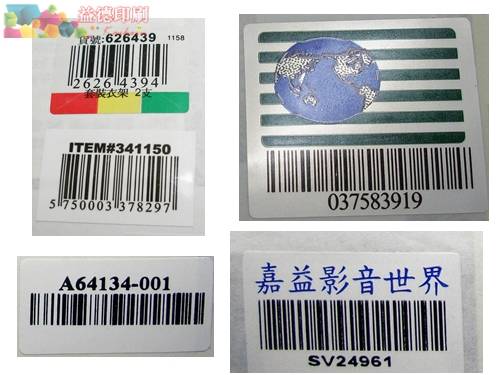 益德印刷
貨號:626439 1158
2626 4394
套裝衣架 2支
ITEM#341150
5 750003 378297
037583919
A64134-001
嘉益影音世界
SV24961